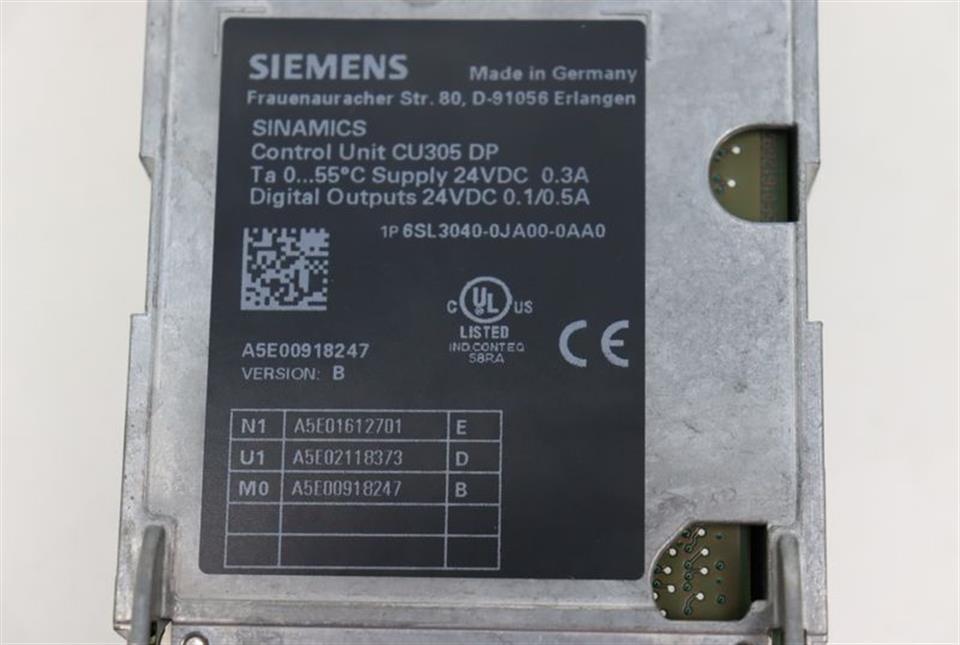 SIEMENS Made in Germany
Frauenauracher Str. 80, D-91056 Erlangen
SINAMICS
Control Unit CU305 DP
Ta 0...55°C Supply 24VDC 0.3A
Digital Outputs 24VDC 0.1/0.5A
1P 6SL3040-0JA00-0AA0
C UL US
LISTED
IND.CONT.EQ
58RA
CE
A5E00918247
VERSION: B
N1 A5E01612701 E
U1 A5E02118373 D
M0 A5E00918247 B